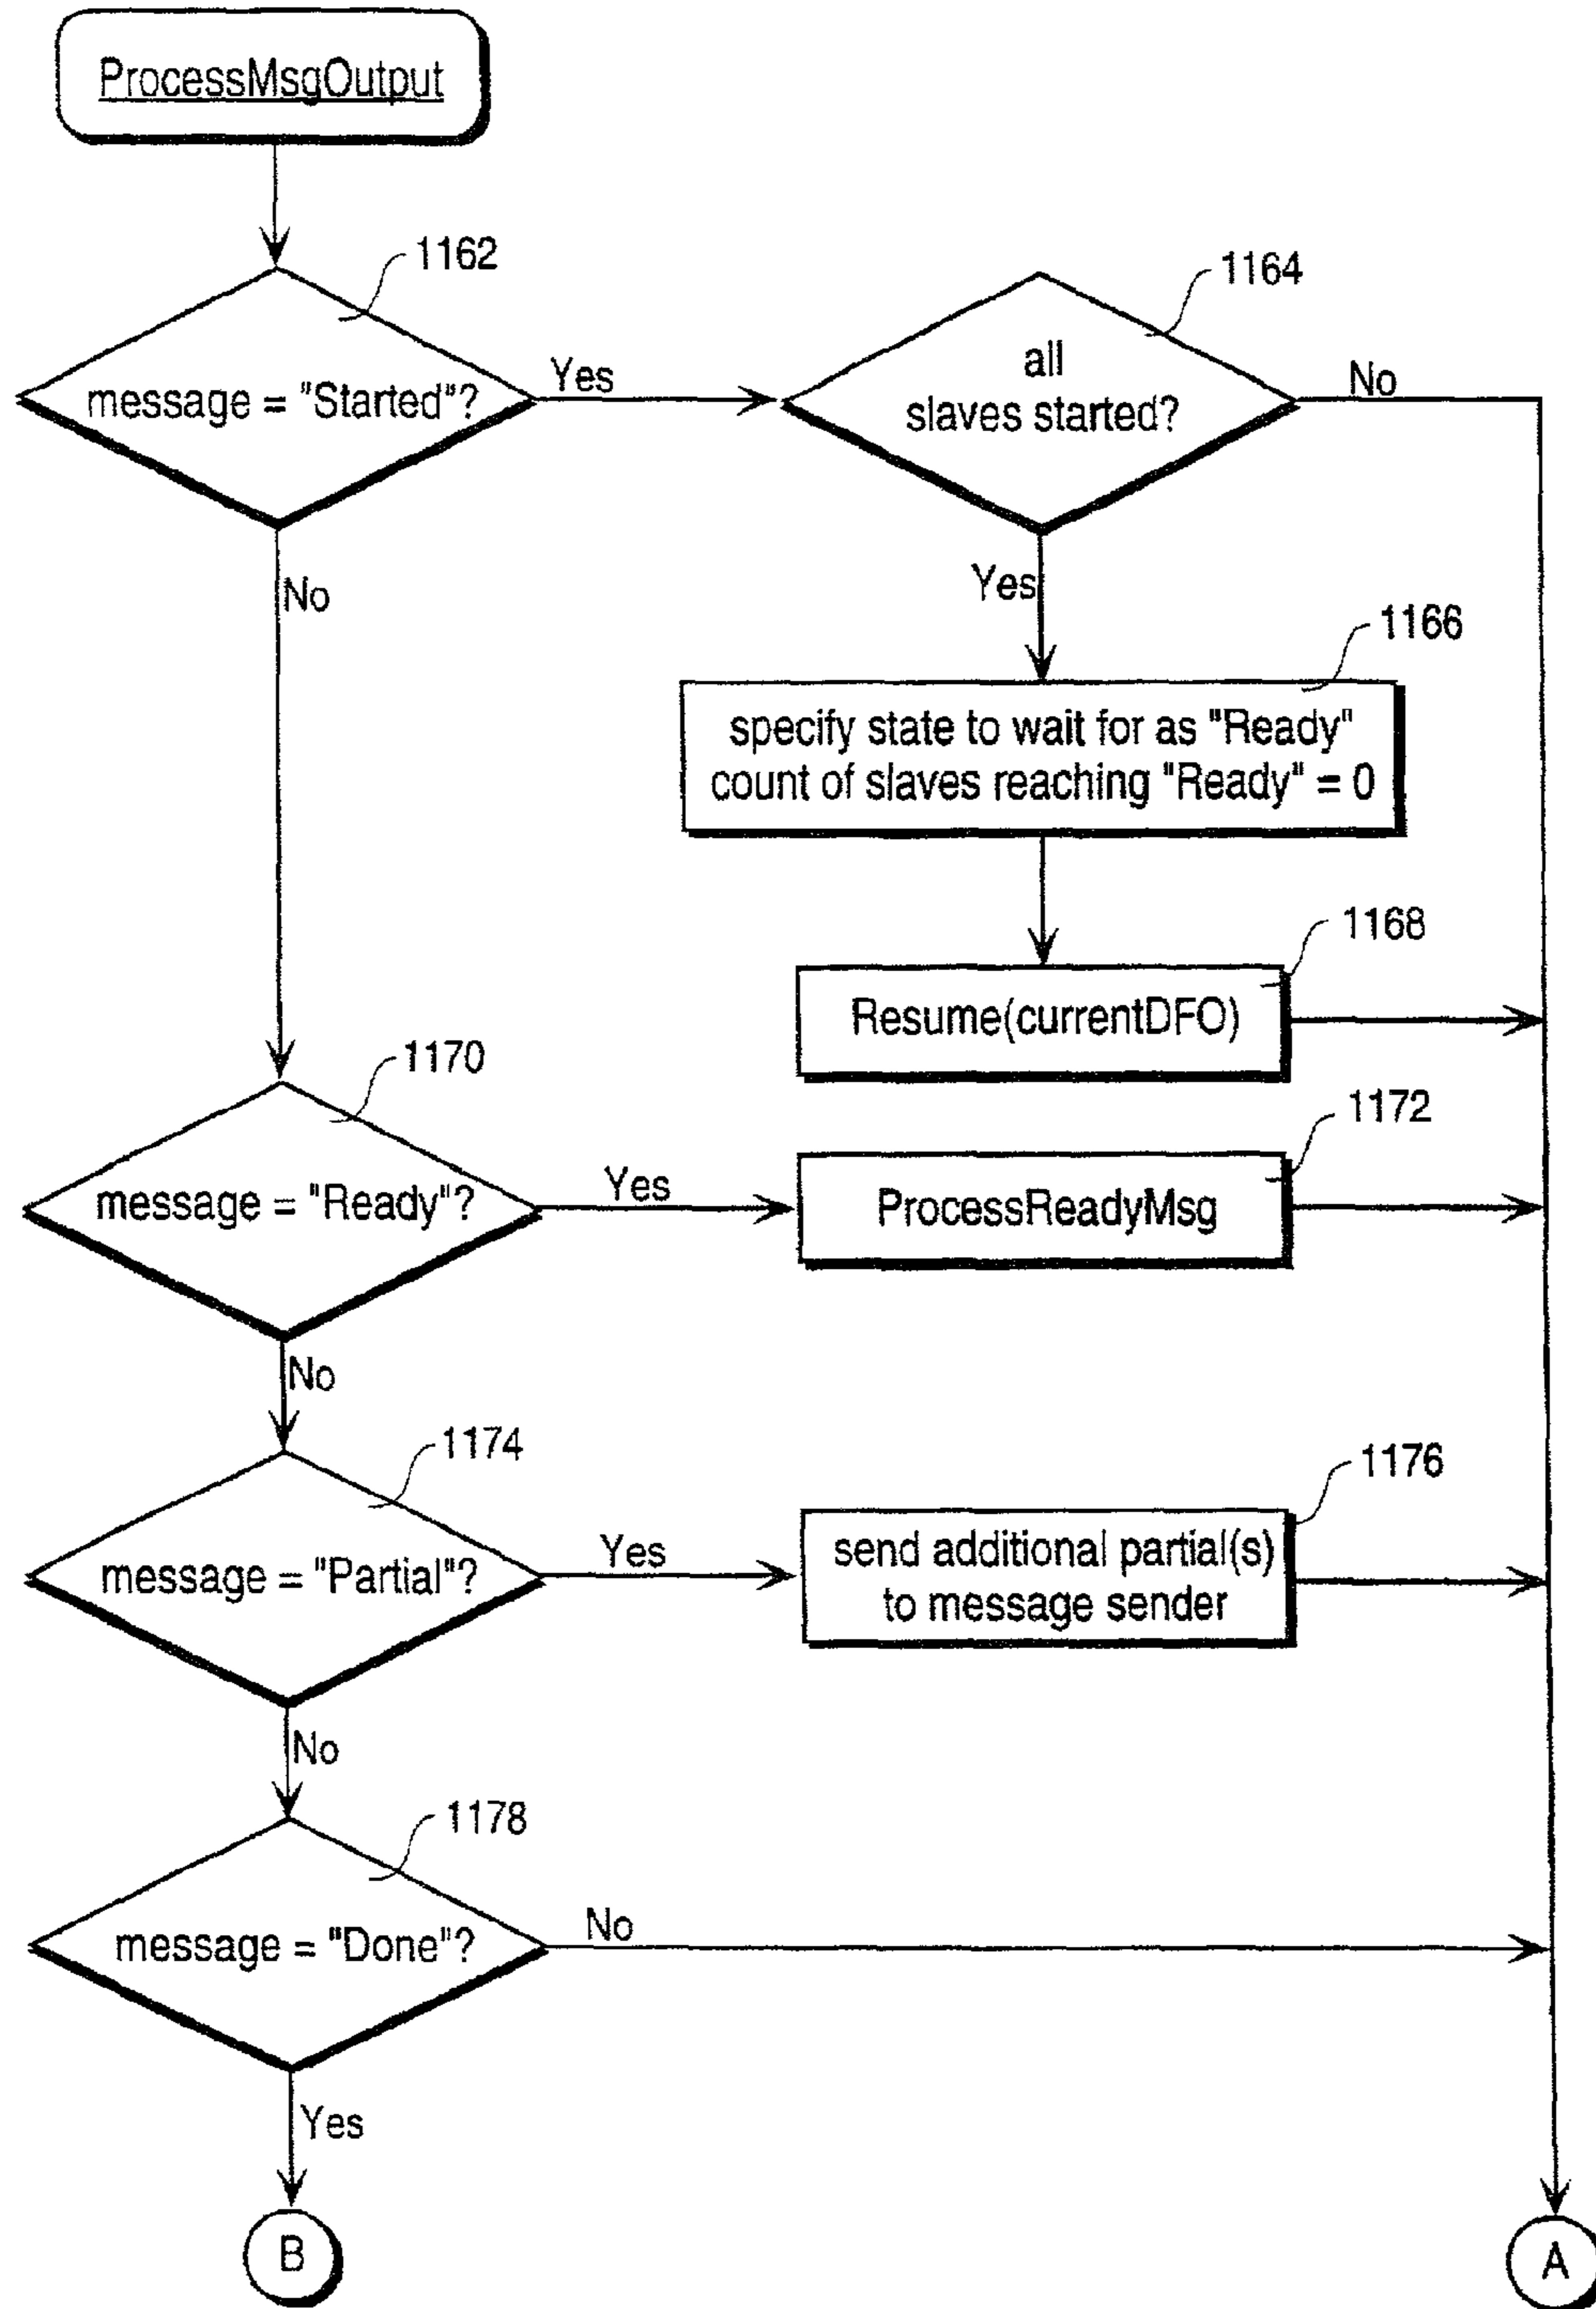 ProcessMsgOutput
1162
message = "Started"?
Yes
No
1164
all
slaves started?
No
Yes
1166
specify state to wait for as "Ready"
count of slaves reaching "Ready" = 0
1168
Resume(currentDFO)
1170
message = "Ready"?
Yes
No
1172
ProcessReadyMsg
1174
message = "Partial"?
Yes
No
1176
send additional partial(s)
to message sender
1178
message = "Done"?
No
Yes
B
A